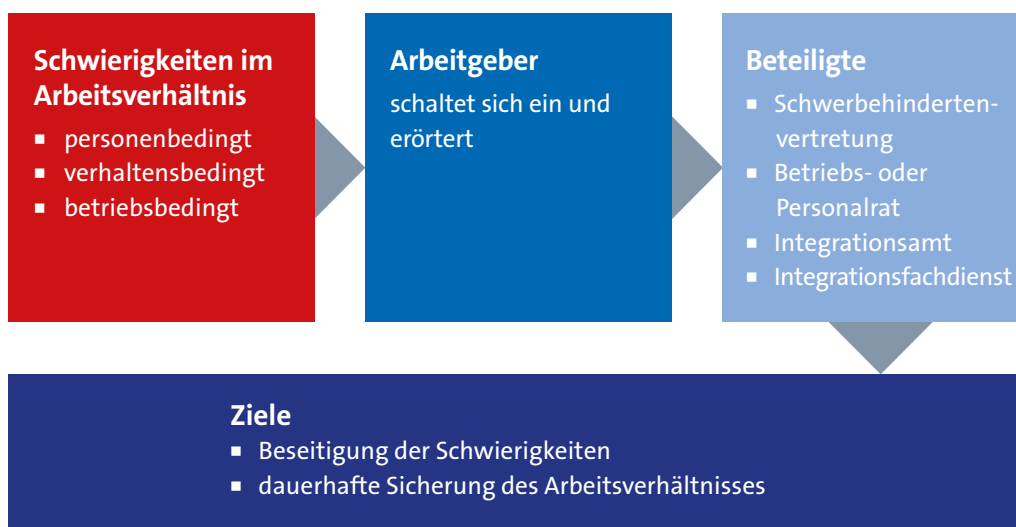 Schwierigkeiten im
Arbeitsverhältnis
▪ personenbedingt
▪ verhaltensbedingt
▪ betriebsbedingt
Arbeitgeber
schaltet sich ein und
erörtert
Beteiligte
▪ Schwerbehinderten-
vertretung
▪ Betriebs- oder
Personalrat
▪ Integrationsamt
▪ Integrationsfachdienst
Ziele
▪ Beseitigung der Schwierigkeiten
▪ dauerhafte Sicherung des Arbeitsverhältnisses